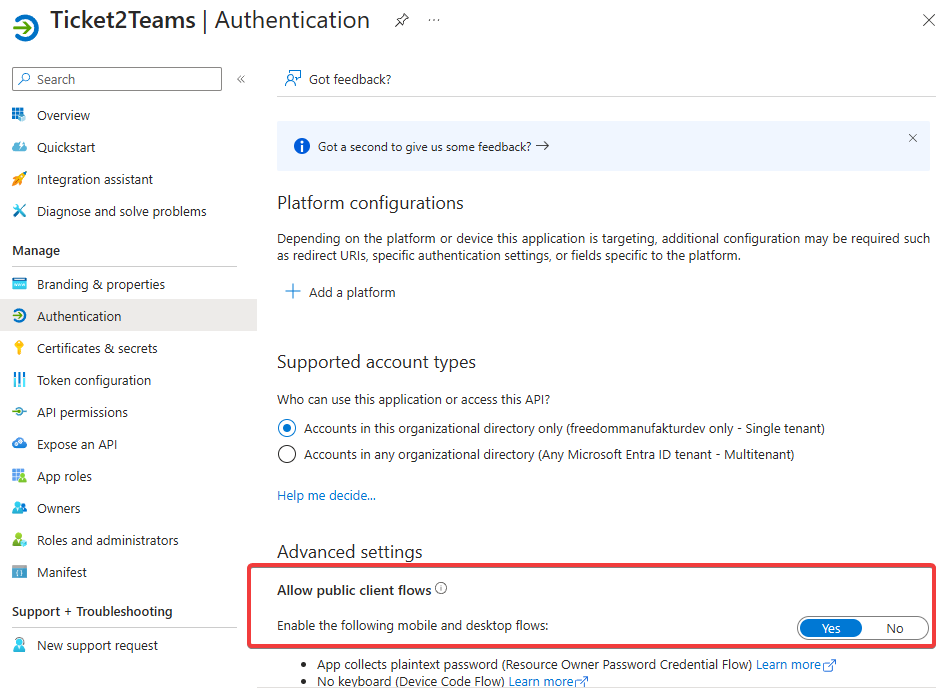 Ticket2Teams | Authentication
Search
Got feedback?
Overview
Quickstart
Integration assistant
Diagnose and solve problems
Manage
Branding & properties
Authentication
Certificates & secrets
Token configuration
API permissions
Expose an API
App roles
Owners
Roles and administrators
Manifest
Support + Troubleshooting
New support request
Got a second to give us some feedback?
Platform configurations
Depending on the platform or device this application is targeting, additional configuration may be required such
as redirect URIs, specific authentication settings, or fields specific to the platform.
Add a platform
Supported account types
Who can use this application or access this API?
Accounts in this organizational directory only (freedommanufakturdev only - Single tenant)
Accounts in any organizational directory (Any Microsoft Entra ID tenant - Multitenant)
Help me decide...
Advanced settings
Allow public client flows
Enable the following mobile and desktop flows:
Yes No
• App collects plaintext password (Resource Owner Password Credential Flow) Learn more
• No keyboard (Device Code Flow) Learn more